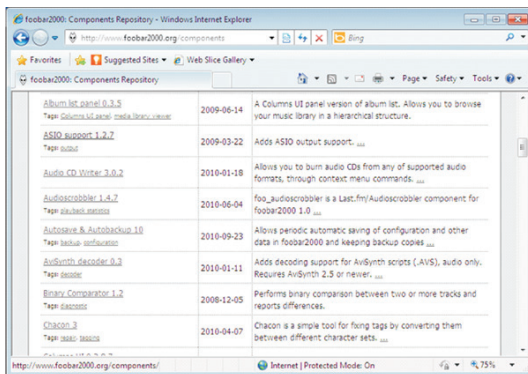 foobar2000: Components Repository - Windows Internet Explorer
http://www.foobar2000.org/components
Bing
Favorites
Suggested Sites
Web Slice Gallery
foobar2000: Components Repository
Page
Safety
Tools
Album list panel 0.3.5
Tags: Columns UI panel, media library viewer
2009-06-14
A Columns UI panel version of album list. Allows you to browse
your music library in a hierarchical structure.
ASIO support 1.2.7
Tags: output
2009-03-22
Adds ASIO output support. ...
Audio CD Writer 3.0.2
2010-01-18
Allows you to burn audio CDs from any of supported audio
formats, through context menu commands. ...
Audioscrobbler 1.4.7
Tags: playback statistics
2010-06-04
foo_audioscrobbler is a Last.fm/Audioscrobbler component for
foobar2000 1.0 ...
Autosave & Autobackup 10
Tags: backup, configuration
2010-09-23
Allows periodic automatic saving of configuration and other
data in foobar2000 and keeping backup copies ...
AviSynth decoder 0.3
Tags: decoder
2010-01-11
Adds decoding support for AviSynth scripts (.AVS), audio only.
Requires AviSynth 2.5 or newer. ...
Binary Comparator 1.2
Tags: diagnostic
2008-12-05
Performs binary comparison between two or more tracks and
reports differences.
Chacon 3
Tags: repair, tagging
2010-04-07
Chacon is a simple tool for fixing tags by converting them
between different character sets. ...
http://www.foobar2000.org/components/
Internet | Protected Mode: On
75%